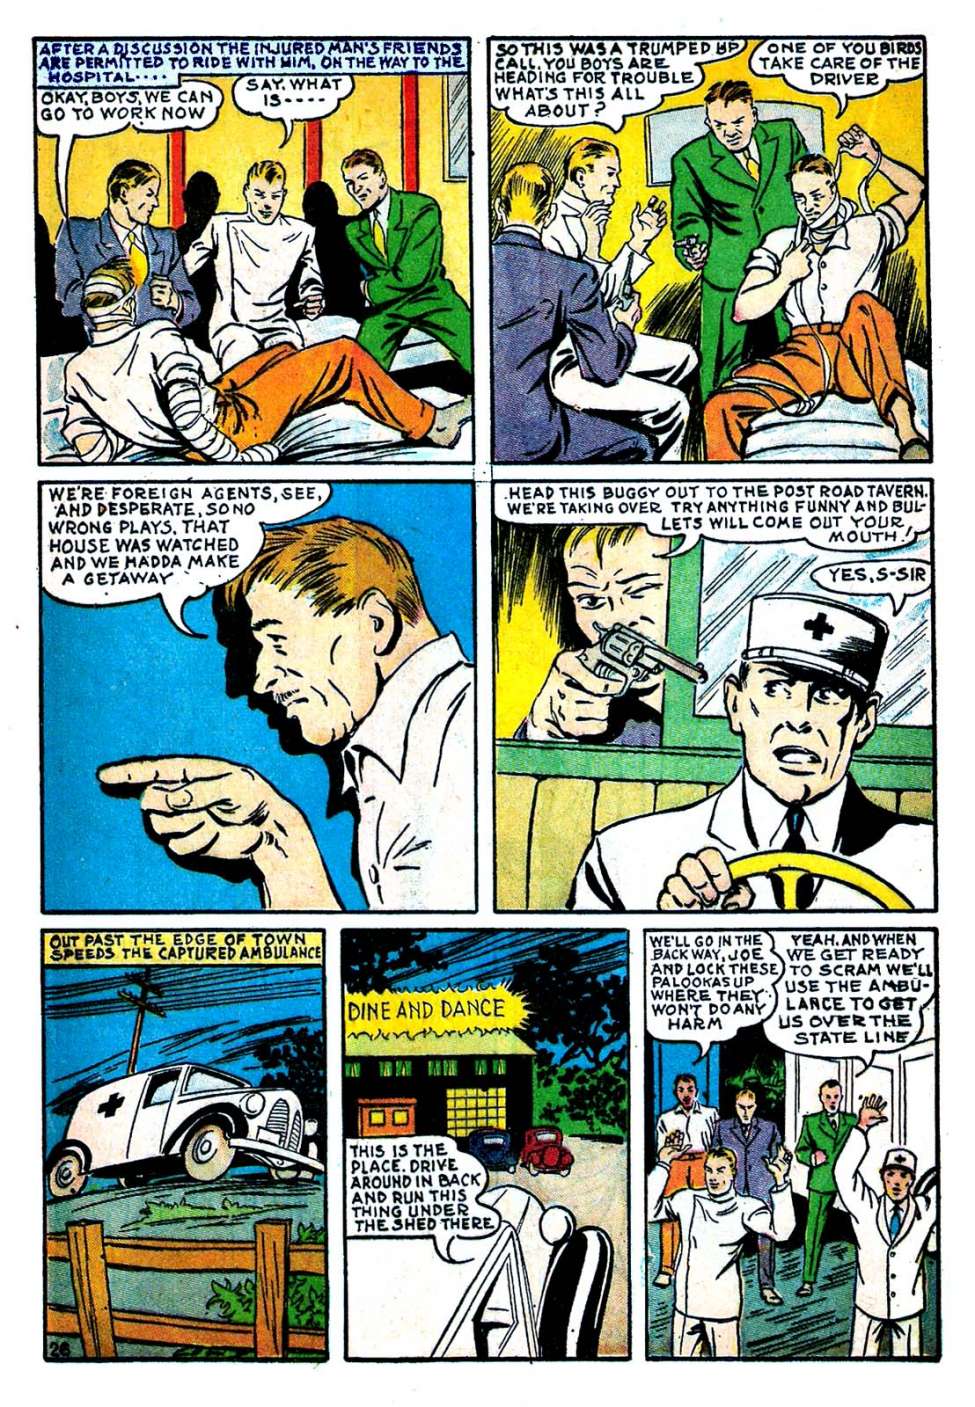 AFTER A DISCUSSION THE INJURED MAN'S FRIENDS
ARE PERMITTED TO RIDE WITH HIM, ON THE WAY TO THE
HOSPITAL....
OKAY, BOYS, WE CAN
GO TO WORK NOW
SAY, WHAT
IS----
SO THIS WAS A TRUMPED UP
CALL. YOU BOYS ARE
HEADING FOR TROUBLE
WHAT'S THIS ALL
ABOUT?
ONE OF YOU BIRDS
TAKE CARE OF THE
DRIVER
WE'RE FOREIGN AGENTS, SEE,
AND DESPERATE, SO NO
WRONG PLAYS. THAT
HOUSE WAS WATCHED
AND WE HADDA MAKE
A GETAWAY
HEAD THIS BUGGY OUT TO THE POST ROAD TAVERN.
WE'RE TAKING OVER TRY ANYTHING FUNNY AND BUL-
LETS WILL COME OUT YOUR
MOUTH!
YES, S-SIR
OUT PAST THE EDGE OF TOWN
SPEEDS THE CAPTURED AMBULANCE
26
DINE AND DANCE
THIS IS THE
PLACE. DRIVE
AROUND IN BACK
AND RUN THIS
THING UNDER
THE SHED THERE
WE'LL GO IN THE
BACK WAY, JOE
AND LOCK THESE
PALOOKAS UP
WHERE THEY
WON'T DO ANY
HARM
YEAH. AND WHEN
WE GET READY
TO SCRAM WE'LL
USE THE AMBU-
LANCE TO GET
US OVER THE
STATE LINE